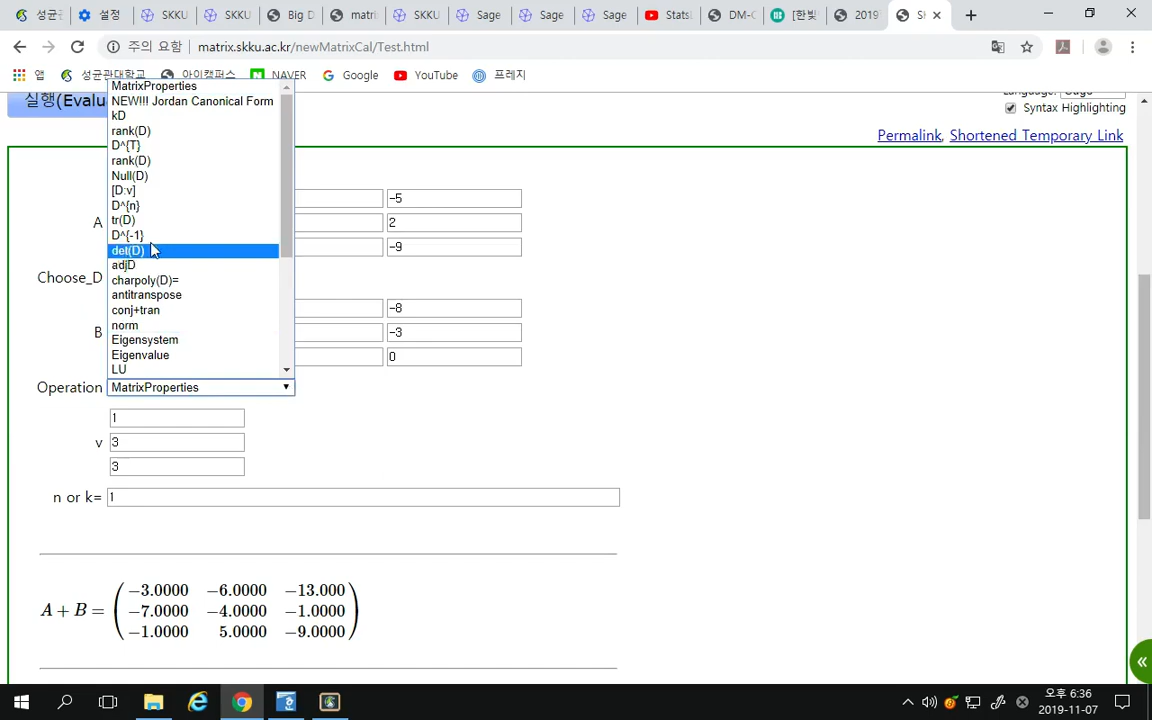 SKKU
설정
SKKU
SKKU
Big D
matri
SKKU
Sage
Sage
Sage
Stats
DM-C
[한빛
2019
주의 요함 matrix.skku.ac.kr/newMatrixCal/Test.html
앱
성균관대학교
아이캠퍼스
NAVER
Google
YouTube
프레지
실행(Evalu
Syntax Highlighting
Permalink, Shortened Temporary Link
MatrixProperties
NEW!!! Jordan Canonical Form
kD
rank(D)
D^{T}
rank(D)
Null(D)
[D:v]
D^{n}
tr(D)
D^{-1}
det(D)
adjD
charpoly(D)=
antitranspose
conj+tran
norm
Eigensystem
Eigenvalue
LU
A
-5
2
-9
Choose_D
B
-8
-3
0
Operation MatrixProperties
v
1
3
3
n or k= 1
A + B =
−3.0000 −6.0000 −13.000
−7.0000 −4.0000 −1.0000
−1.0000 5.0000 −9.0000
오후 6:36
2019-11-07